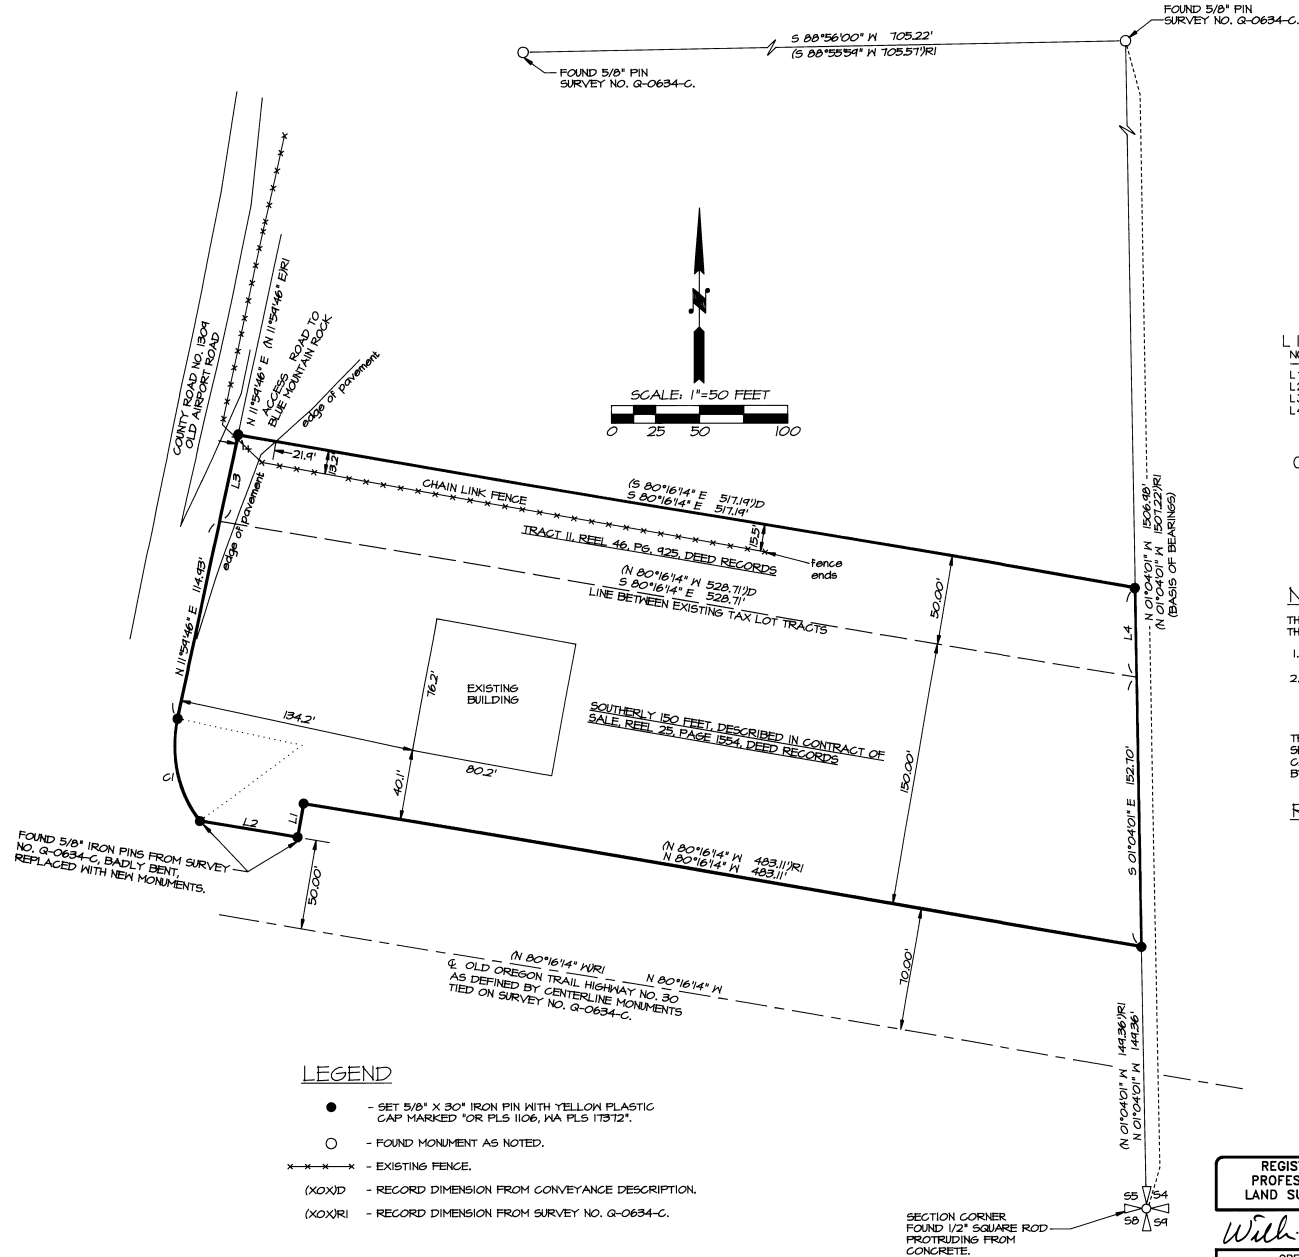 FOUND 5/8" PIN
SURVEY NO. Q-0634-C.
S 88°56'00" W 705.22'
(S 88°55'59" W 705.57')R1
FOUND 5/8" PIN
SURVEY NO. Q-0634-C.
COUNTY ROAD NO. 1304
OLD AIRPORT ROAD
N 11°54'46" E (N 11°54'46" E)R1
ACCESS ROAD TO
BLUE MOUNTAIN ROCK
edge of pavement
SCALE: 1"=50 FEET
0 25 50 100
N 01°04'01" W 1506.98'
(N 01°04'01" W 1507.22')R1
(BASIS OF BEARINGS)
21.9'
13.2'
L3
CHAIN LINK FENCE
(S 80°16'14" E 517.19')D
S 80°16'14" E 517.19'
15.5'
fence
ends
TRACT II, REEL 46, PG. 925, DEED RECORDS
edge of pavement
(N 80°16'14" W 528.71')D
S 80°16'14" E 528.71'
LINE BETWEEN EXISTING TAX LOT TRACTS
50.00'
L4
N 11°54'46" E 114.93'
76.2'
EXISTING
BUILDING
134.2'
80.2'
40.1'
SOUTHERLY 150 FEET, DESCRIBED IN CONTRACT OF
SALE, REEL 25, PAGE 1554, DEED RECORDS
150.00'
S 01°04'01" E 152.70'
C1
L2
L1
FOUND 5/8" IRON PINS FROM SURVEY
NO. Q-0634-C, BADLY BENT,
REPLACED WITH NEW MONUMENTS.
50.00'
(N 80°16'14" W 483.11')R1
N 80°16'14" W 483.11'
70.00'
(N 80°16'14" W)R1 N 80°16'14" W
℄ OLD OREGON TRAIL HIGHWAY NO. 30
AS DEFINED BY CENTERLINE MONUMENTS
TIED ON SURVEY NO. Q-0634-C.
(N 01°04'01" W 149.36')R1
N 01°04'01" W 149.36'
LEGEND
- SET 5/8" X 30" IRON PIN WITH YELLOW PLASTIC
CAP MARKED "OR PLS 1106, WA PLS 17372".
- FOUND MONUMENT AS NOTED.
- EXISTING FENCE.
(XOX)D - RECORD DIMENSION FROM CONVEYANCE DESCRIPTION.
(XOX)R1 - RECORD DIMENSION FROM SURVEY NO. Q-0634-C.
S5 S4
S8 S9
SECTION CORNER
FOUND 1/2" SQUARE ROD
PROTRUDING FROM
CONCRETE.
REGIS
PROFES
LAND SU